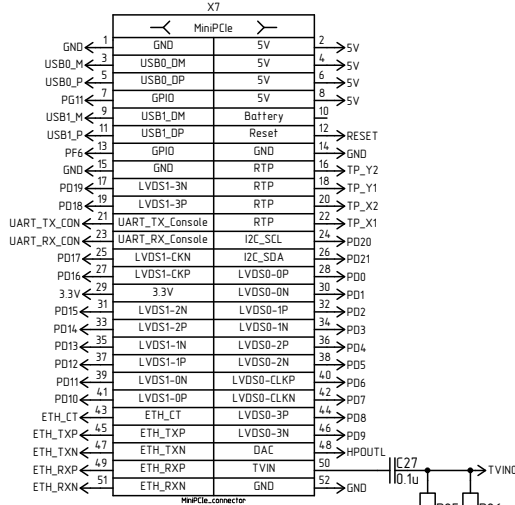 X7
MiniPCIe
GND 1 GND 5V 2 5V
USB0_M 3 USB0_DM 5V 4 5V
USB0_P 5 USB0_DP 5V 6 5V
PG11 7 GPIO 5V 8 5V
USB1_M 9 USB1_DM Battery 10
USB1_P 11 USB1_DP Reset 12 RESET
PF6 13 GPIO GND 14 GND
GND 15 GND RTP 16 TP_Y2
PD19 17 LVDS1-3N RTP 18 TP_Y1
PD18 19 LVDS1-3P RTP 20 TP_X2
UART_TX_CON 21 UART_TX_Console RTP 22 TP_X1
UART_RX_CON 23 UART_RX_Console I2C_SCL 24 PD20
PD17 25 LVDS1-CKN I2C_SDA 26 PD21
PD16 27 LVDS1-CKP LVDS0-0P 28 PD0
3.3V 29 3.3V LVDS0-0N 30 PD1
PD15 31 LVDS1-2N LVDS0-1P 32 PD2
PD14 33 LVDS1-2P LVDS0-1N 34 PD3
PD13 35 LVDS1-1N LVDS0-2P 36 PD4
PD12 37 LVDS1-1P LVDS0-2N 38 PD5
PD11 39 LVDS1-0N LVDS0-CLKP 40 PD6
PD10 41 LVDS1-0P LVDS0-CLKN 42 PD7
ETH_CT 43 ETH_CT LVDS0-3P 44 PD8
ETH_TXP 45 ETH_TXP LVDS0-3N 46 PD9
ETH_TXN 47 ETH_TXN DAC 48 HPOUTL
ETH_RXP 49 ETH_RXP TVIN 50 C27 TVIN0
0.1u
ETH_RXN 51 ETH_RXN GND 52 GND
MiniPCIe_connector